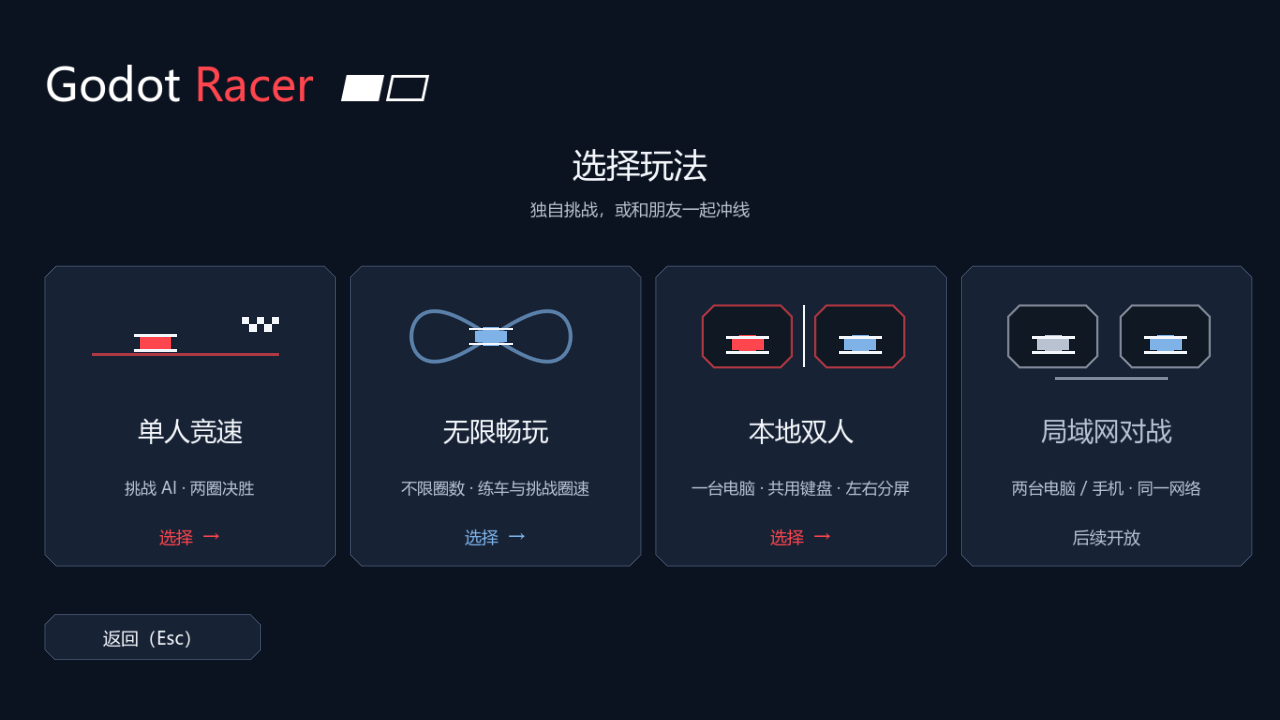 Godot Racer
选择玩法
独自挑战，或和朋友一起冲线
单人竞速
挑战 AI · 两圈决胜
选择 →
无限畅玩
不限圈数 · 练车与挑战圈速
选择 →
本地双人
一台电脑 · 共用键盘 · 左右分屏
选择 →
局域网对战
两台电脑 / 手机 · 同一网络
后续开放
返回（Esc）